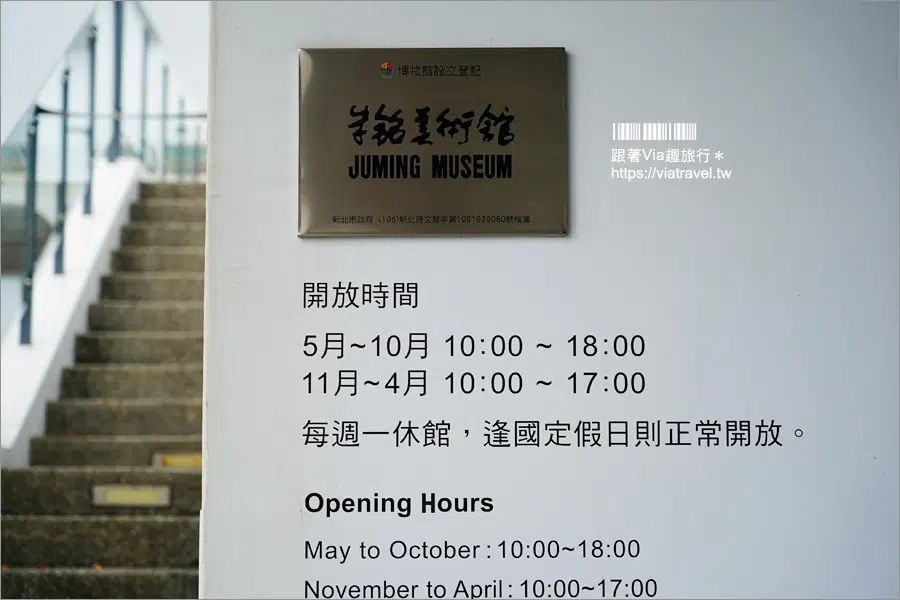 博物館設立登記
朱銘美術館
JUMING MUSEUM
新北市政府 (106)新北府文發字第1061929080號核准
跟著Via趣旅行＊
https://viatravel.tw
開放時間
5月~10月 10:00 ~ 18:00
11月~4月 10:00 ~ 17:00
每週一休館，逢國定假日則正常開放。
Opening Hours
May to October : 10:00~18:00
November to April : 10:00~17:00